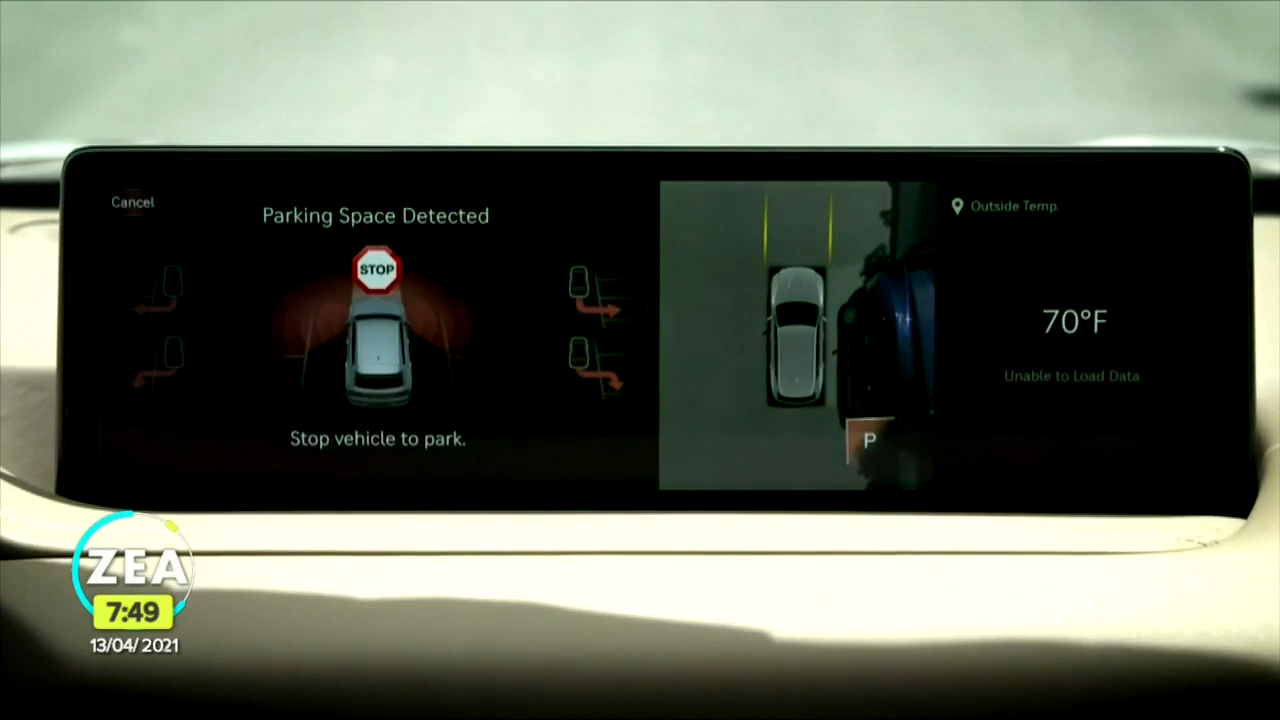 Cancel
Parking Space Detected
STOP
Stop vehicle to park.
P
Outside Temp.
70°F
Unable to Load Data.
ZEA
7:49
13/04/2021